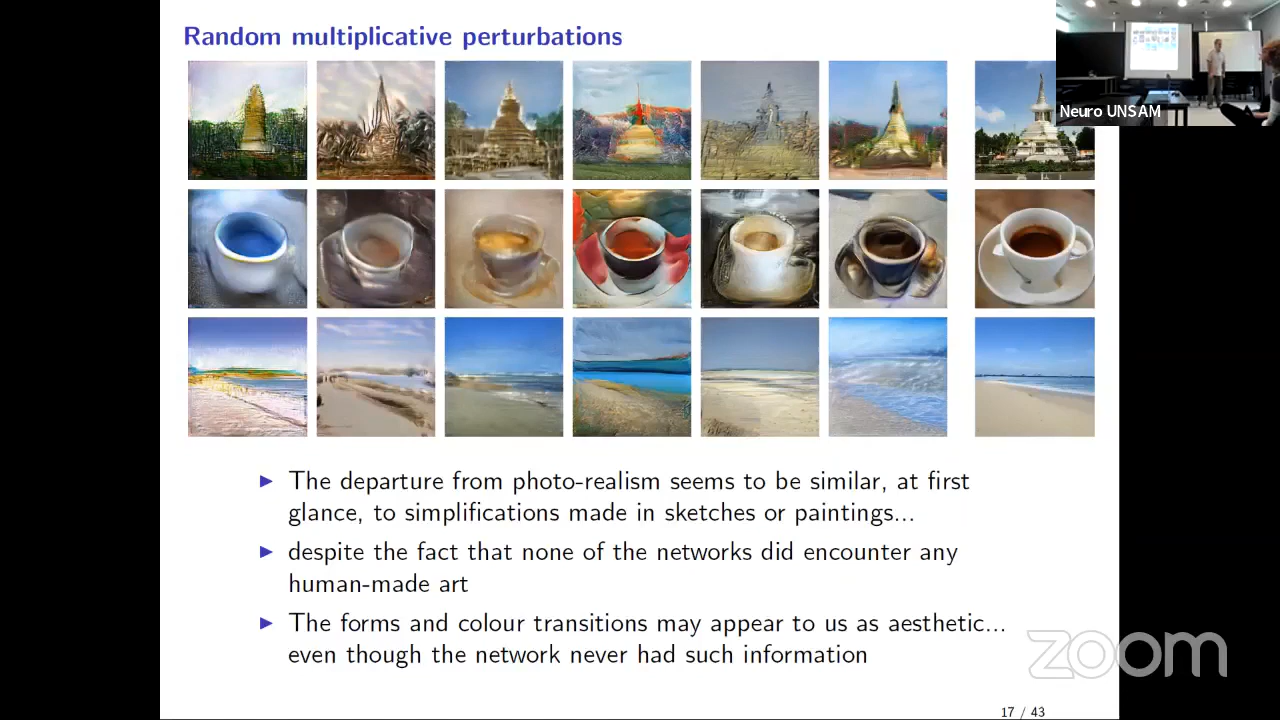 Random multiplicative perturbations
Neuro UNSAM
The departure from photo-realism seems to be similar, at first
glance, to simplifications made in sketches or paintings...
despite the fact that none of the networks did encounter any
human-made art
The forms and colour transitions may appear to us as aesthetic...
even though the network never had such information
zoom
17 / 43